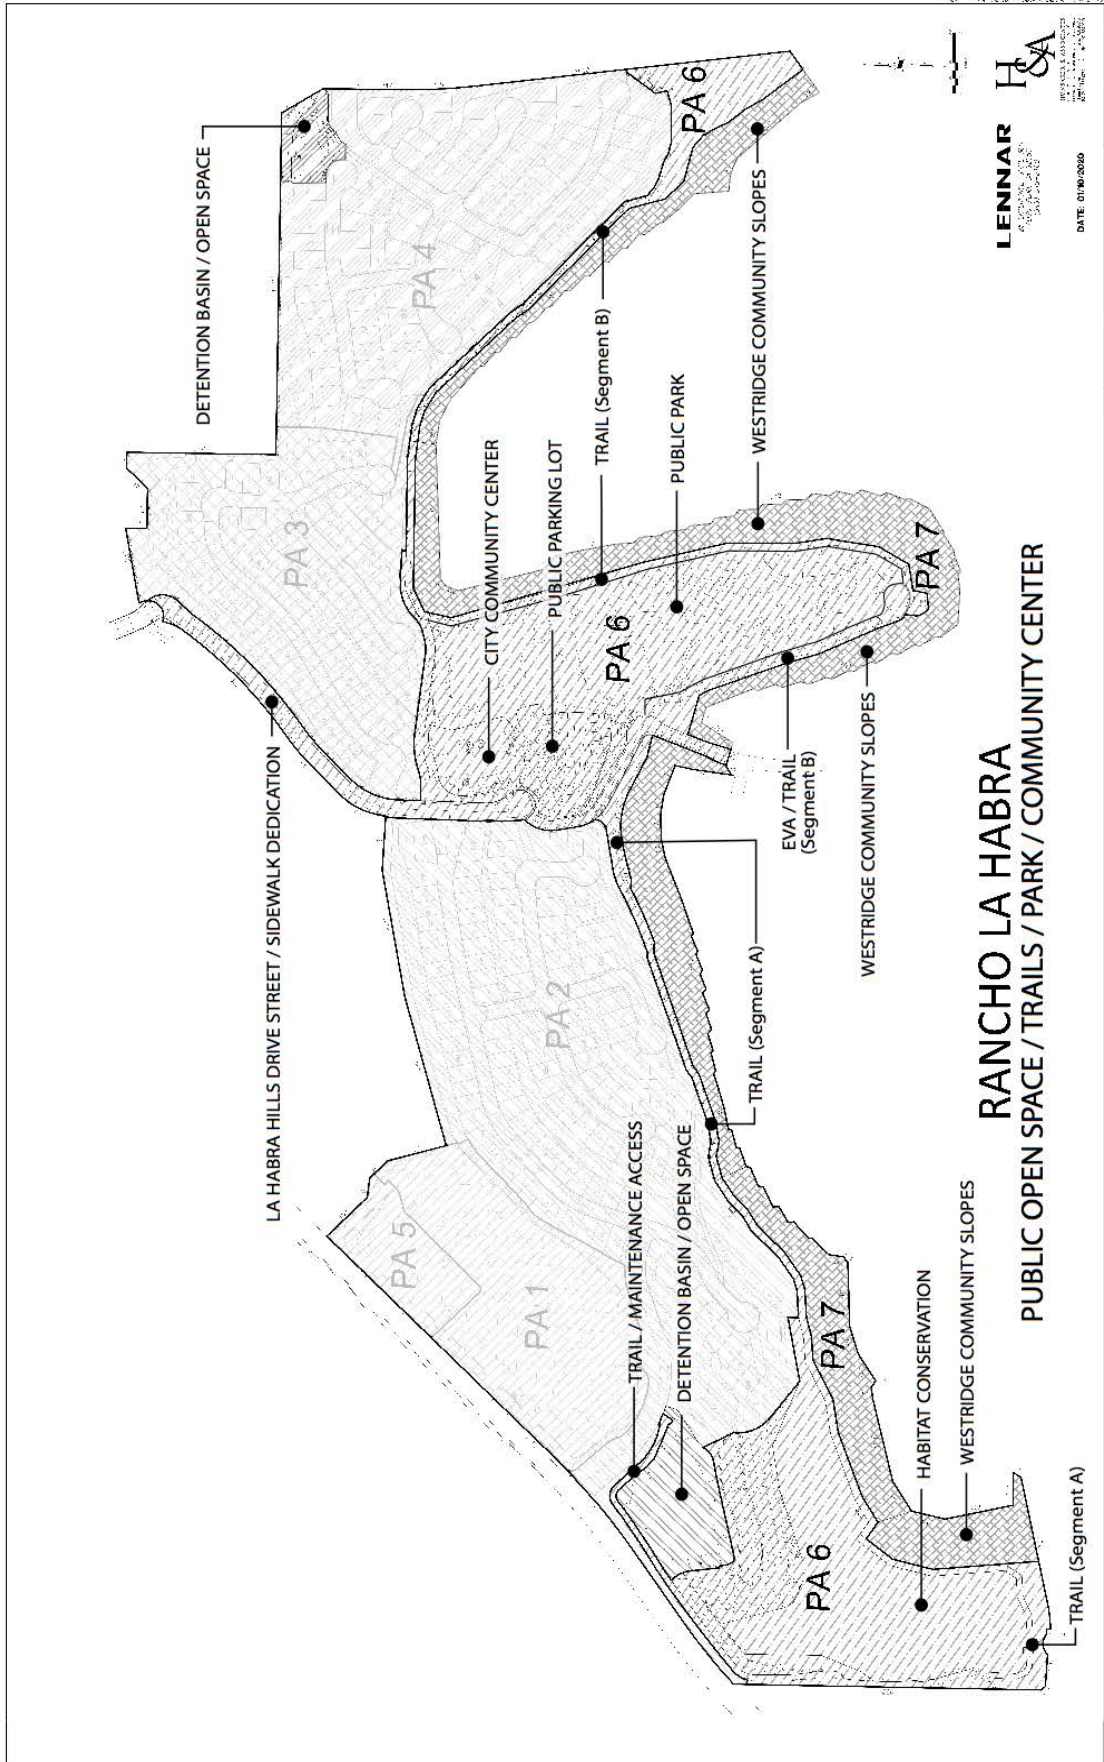 LA HABRA HILLS DRIVE STREET / SIDEWALK DEDICATION
DETENTION BASIN / OPEN SPACE
PA 3
PA 4
PA 5
PA 1
PA 2
PA 6
CITY COMMUNITY CENTER
PUBLIC PARKING LOT
TRAIL (Segment B)
PUBLIC PARK
WESTRIDGE COMMUNITY SLOPES
PA 6
PA 7
TRAIL / MAINTENANCE ACCESS
DETENTION BASIN / OPEN SPACE
TRAIL (Segment A)
EVA / TRAIL
(Segment B)
WESTRIDGE COMMUNITY SLOPES
PA 6
PA 7
HABITAT CONSERVATION
WESTRIDGE COMMUNITY SLOPES
TRAIL (Segment A)
RANCHO LA HABRA
PUBLIC OPEN SPACE / TRAILS / PARK / COMMUNITY CENTER
LENNAR
H&A
DATE: 01/10/2020